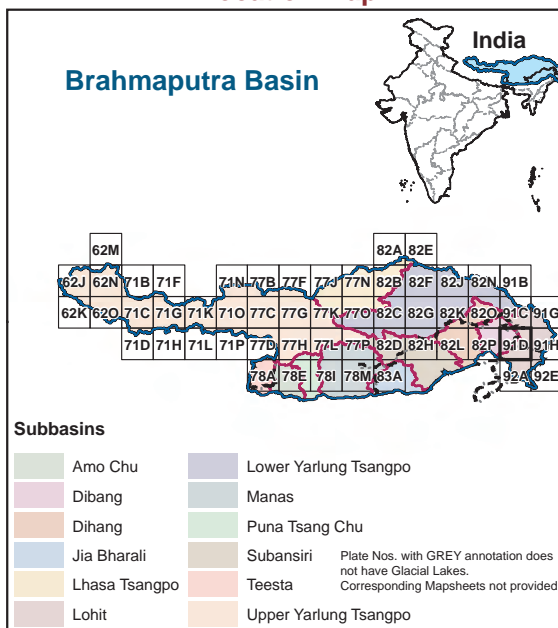 India
Brahmaputra Basin
62M 82A 82E
62J 62N 71B 71F 71N 77B 77F 77J 77N 82B 82F 82J 82N 91B
62K 62O 71C 71G 71K 71O 77C 77G 77K 77O 82C 82G 82K 82O 91C 91G
71D 71H 71L 71P 77D 77H 77L 77P 82D 82H 82L 82P 91D 91H
78A 78E 78I 78M 83A 92A 92E
Subbasins
Amo Chu
Dibang
Dihang
Jia Bharali
Lhasa Tsangpo
Lohit
Lower Yarlung Tsangpo
Manas
Puna Tsang Chu
Subansiri
Teesta
Upper Yarlung Tsangpo
Plate Nos. with GREY annotation does
not have Glacial Lakes.
Corresponding Mapsheets not provided